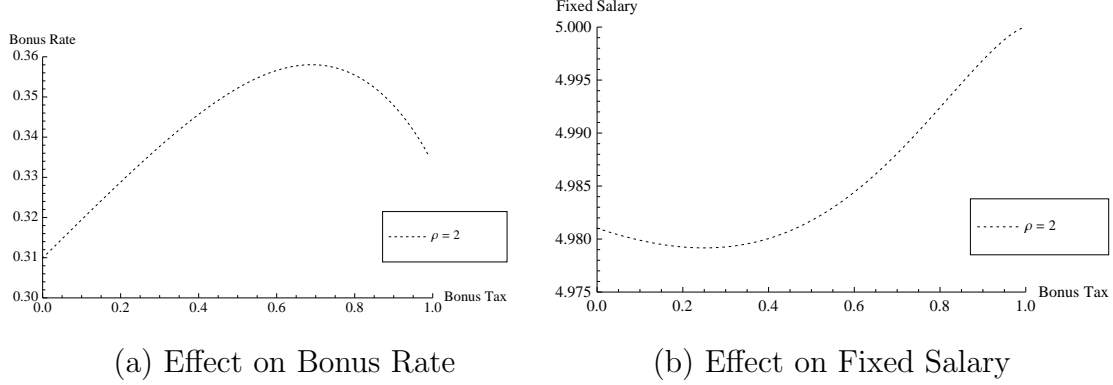 Bonus Rate
0.36
0.35
0.34
0.33
0.32
0.31
0.30
0.0 0.2 0.4 0.6 0.8 1.0
Bonus Tax
ρ = 2
(a) Effect on Bonus Rate
Fixed Salary
5.000
4.995
4.990
4.985
4.980
4.975
0.0 0.2 0.4 0.6 0.8 1.0
Bonus Tax
ρ = 2
(b) Effect on Fixed Salary